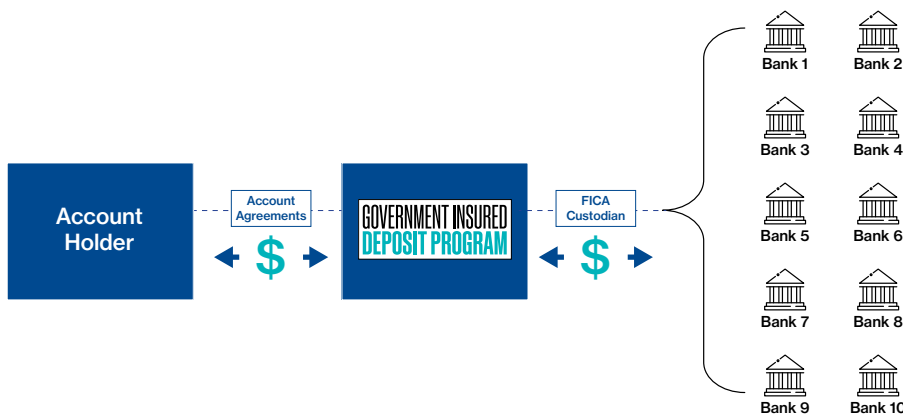 Account
Holder
Account
Agreements
$
GOVERNMENT INSURED
DEPOSIT PROGRAM
FICA
Custodian
$
Bank 1
Bank 2
Bank 3
Bank 4
Bank 5
Bank 6
Bank 7
Bank 8
Bank 9
Bank 10